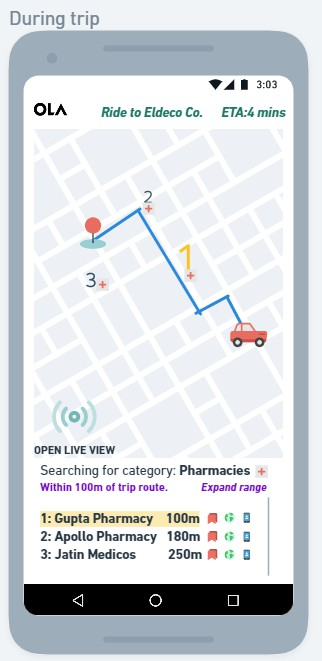 During trip
3:03
OLA Ride to Eldeco Co. ETA:4 mins
2
1
3
OPEN LIVE VIEW
Searching for category: Pharmacies
Within 100m of trip route. Expand range
1: Gupta Pharmacy 100m
2: Apollo Pharmacy 180m
3: Jatin Medicos 250m